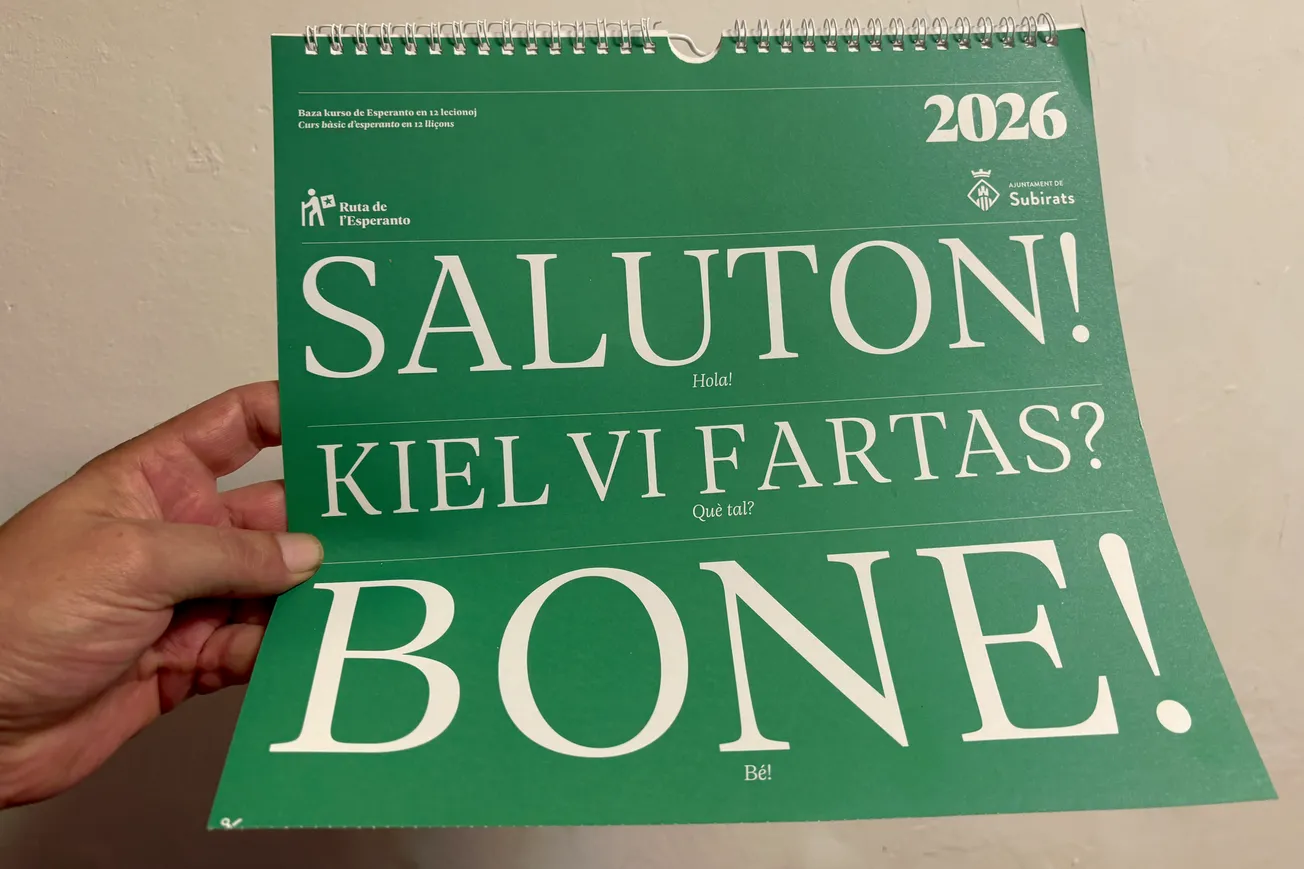 Baza kurso de Esperanto en 12 lecionoj
Curs bàsic d'esperanto en 12 lliçons
2026
Ruta de
l'Esperanto
AJUNTAMENT DE
Subirats
SALUTON!
Hola!
KIEL VI FARTAS?
Què tal?
BONE!
Bé!